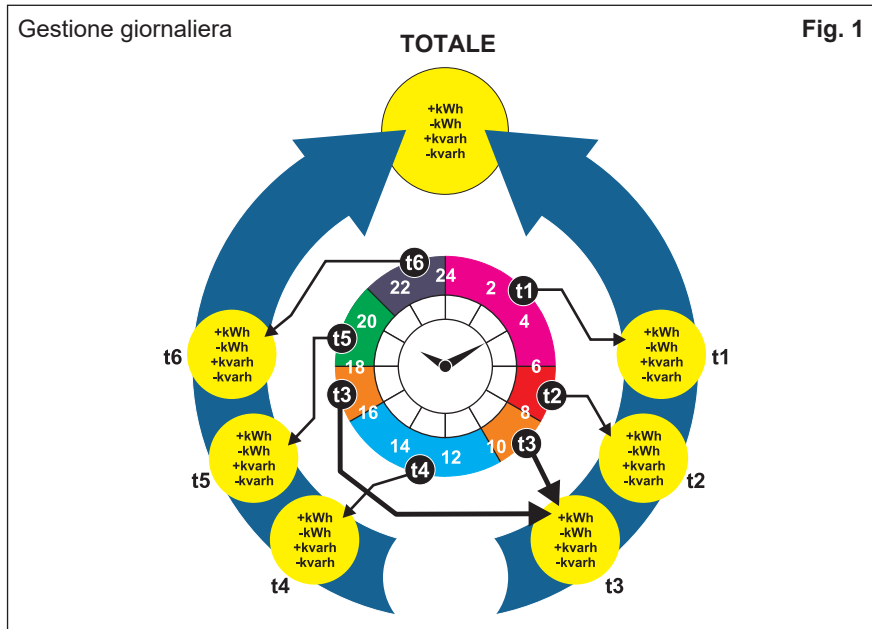 Gestione giornaliera
Fig. 1
TOTALE
+kWh
-kWh
+kvarh
-kvarh
t6
24
2
t1
22
20
4
t5
18
6
t3
t2
16
8
14
12
10
t3
t4
+kWh
-kWh
+kvarh
-kvarh
t6
+kWh
-kWh
+kvarh
-kvarh
t1
+kWh
-kWh
+kvarh
-kvarh
t5
+kWh
-kWh
+kvarh
-kvarh
t2
+kWh
-kWh
+kvarh
-kvarh
t4
+kWh
-kWh
+kvarh
-kvarh
t3